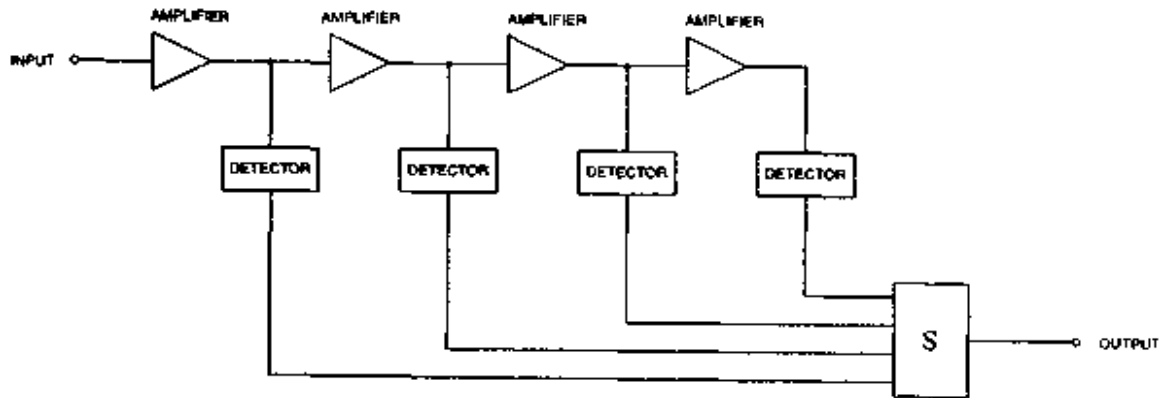 AMPLIFIER
AMPLIFIER
AMPLIFIER
AMPLIFIER
INPUT
DETECTOR
DETECTOR
DETECTOR
DETECTOR
S
OUTPUT